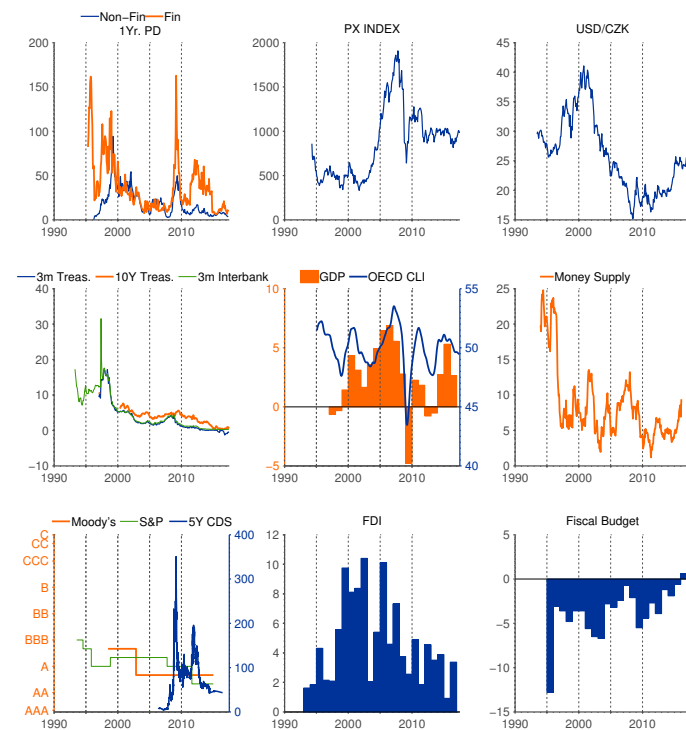 Non-Fin Fin
1Yr. PD
PX INDEX
USD/CZK
200
150
100
50
0
1990 2000 2010
2000
1500
1000
500
0
1990 2000 2010
45
40
35
30
25
20
15
1990 2000 2010
3m Treas. 10Y Treas. 3m Interbank
GDP OECD CLI
Money Supply
40
30
20
10
0
−10
1990 2000 2010
10
5
0
−5
55
50
45
40
1990 2000 2010
25
20
15
10
5
0
1990 2000 2010
Moody's S&P 5Y CDS
FDI
Fiscal Budget
C
CC
CCC
B
BB
BBB
A
AA
AAA
400
300
200
100
0
1990 2000 2010
12
10
8
6
4
2
0
1990 2000 2010
5
0
−5
−10
−15
1990 2000 2010